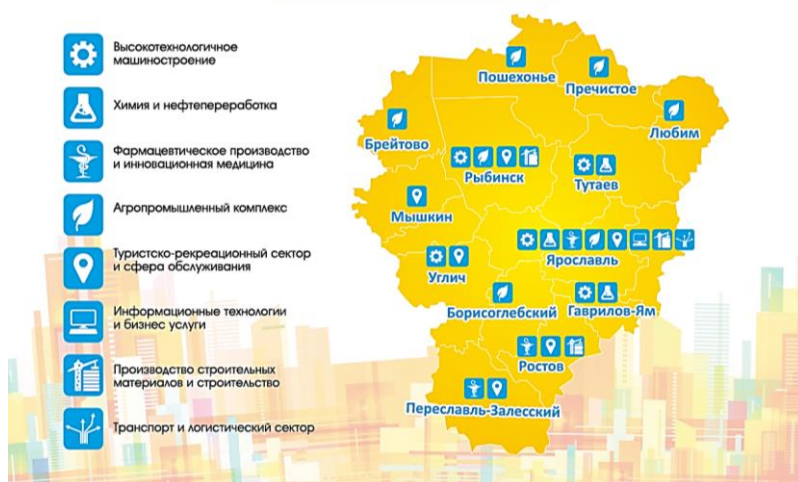 Высокотехнологичное
машиностроение
Химия и нефтепереработка
Фармацевтическое производство
и инновационная медицина
Агропромышленный комплекс
Туристско-рекреационный сектор
и сфера обслуживания
Информационные технологии
и бизнес услуги
Производство строительных
материалов и строительство
Транспорт и логистический сектор
Пошехонье
Пречистое
Любим
Брейтово
Рыбинск
Тутаев
Мышкин
Ярославль
Углич
Борисоглебский
Гаврилов-Ям
Ростов
Переславль-Залесский